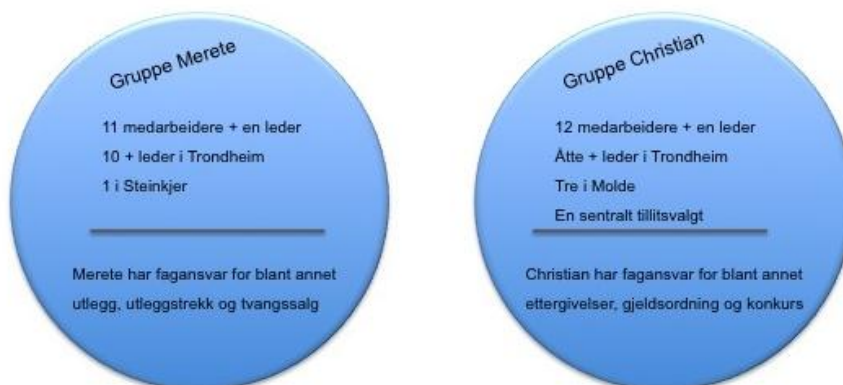 Gruppe Merete
11 medarbeidere + en leder
10 + leder i Trondheim
1 i Steinkjer
Merete har fagansvar for blant annet
utlegg, utleggstrekk og tvangssalg
Gruppe Christian
12 medarbeidere + en leder
Åtte + leder i Trondheim
Tre i Molde
En sentralt tillitsvalgt
Christian har fagansvar for blant annet
ettergivelser, gjeldsordning og konkurs